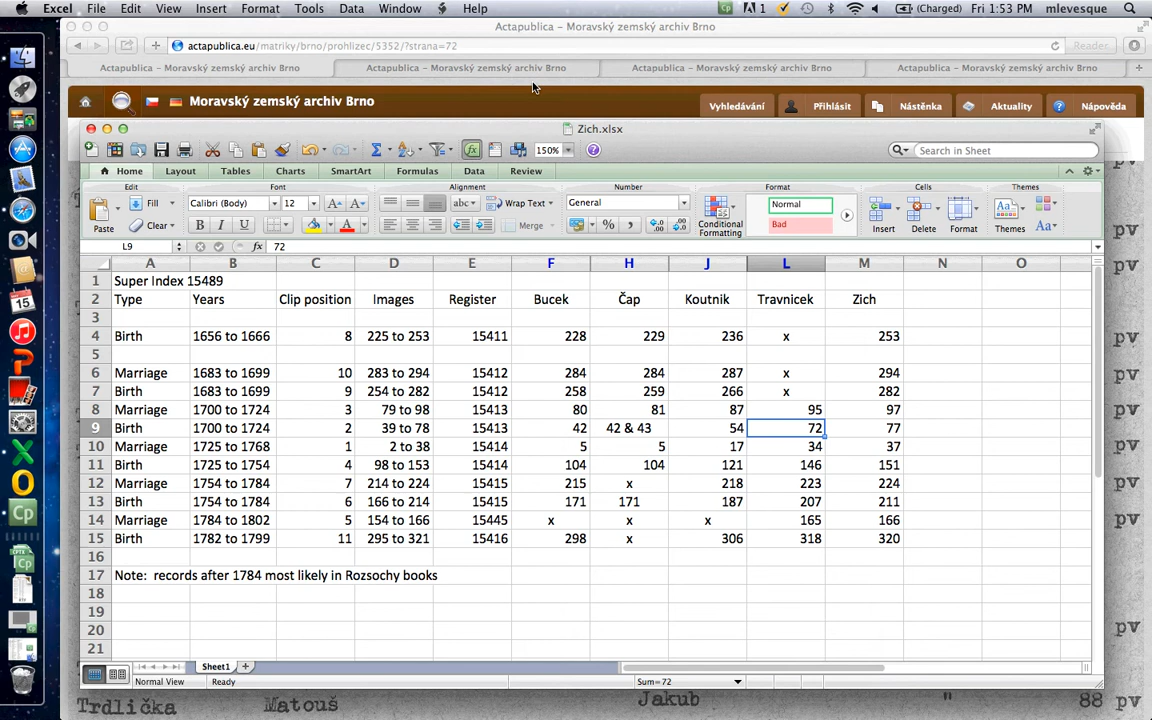 Excel File Edit View Insert Format Tools Data Window Help 1 (Charged) Fri 1:53 PM mlevesque
Actapublica – Moravský zemský archiv Brno
actapublica.eu/matriky/brno/prohlizec/5352/?strana=72 Reader
Actapublica – Moravský zemský archiv Brno Actapublica – Moravský zemský archiv Brno Actapublica – Moravský zemský archiv Brno Actapublica – Moravský zemský archiv Brno
Moravský zemský archiv Brno Vyhledávání Přihlásit Nástěnka Aktuality Nápověda
Zich.xlsx
150% Search in Sheet
Home Layout Tables Charts SmartArt Formulas Data Review
Edit Font Alignment Number Format Cells Themes
Fill Calibri (Body) 12 abc Wrap Text General Normal
Paste Clear B I U A Merge % Conditional Formatting Bad Insert Delete Format Themes Aa
L9 fx 72
A B C D E F H J L M N O
1 Super Index 15489
2 Type Years Clip position Images Register Bucek Čap Koutnik Travnicek Zich
3
4 Birth 1656 to 1666 8 225 to 253 15411 228 229 236 x 253
5
6 Marriage 1683 to 1699 10 283 to 294 15412 284 284 287 x 294
7 Birth 1683 to 1699 9 254 to 282 15412 258 259 266 x 282
8 Marriage 1700 to 1724 3 79 to 98 15413 80 81 87 95 97
9 Birth 1700 to 1724 2 39 to 78 15413 42 42 & 43 54 72 77
10 Marriage 1725 to 1768 1 2 to 38 15414 5 5 17 34 37
11 Birth 1725 to 1754 4 98 to 153 15414 104 104 121 146 151
12 Marriage 1754 to 1784 7 214 to 224 15415 215 x 218 223 224
13 Birth 1754 to 1784 6 166 to 214 15415 171 171 187 207 211
14 Marriage 1784 to 1802 5 154 to 166 15445 x x x 165 166
15 Birth 1782 to 1799 11 295 to 321 15416 298 x 306 318 320
16
17 Note: records after 1784 most likely in Rozsochy books
18
19
20
21
Sheet1
Normal View Ready Sum=72
pv
pv
pv
pv
pv
pv
pv
pv
Trdlička Matouš Jakub " 88 pv